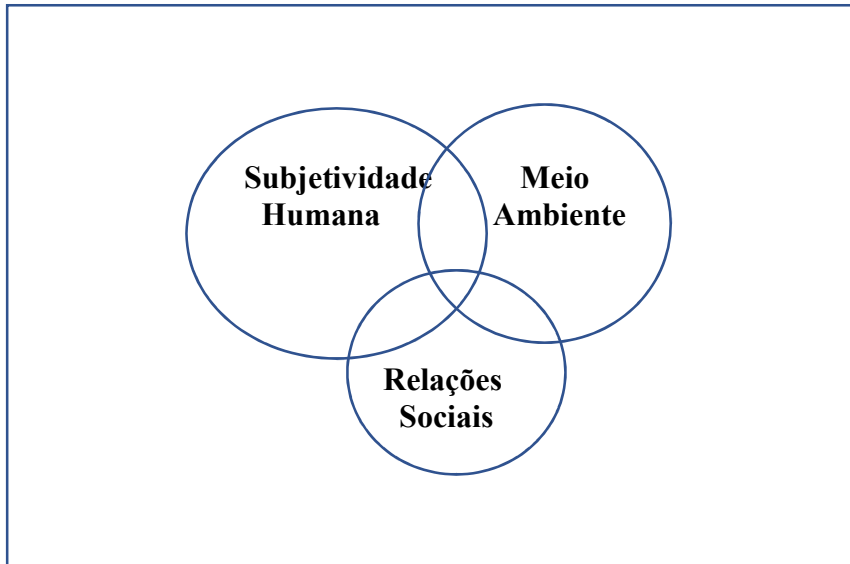 Subjetividade
Humana
Meio
Ambiente
Relações
Sociais